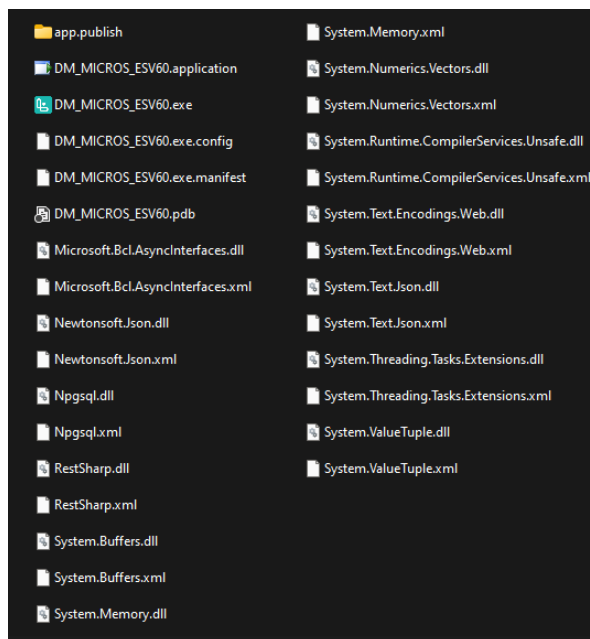 app.publish
DM_MICROS_ESV60.application
DM_MICROS_ESV60.exe
DM_MICROS_ESV60.exe.config
DM_MICROS_ESV60.exe.manifest
DM_MICROS_ESV60.pdb
Microsoft.Bcl.AsyncInterfaces.dll
Microsoft.Bcl.AsyncInterfaces.xml
Newtonsoft.Json.dll
Newtonsoft.Json.xml
Npgsql.dll
Npgsql.xml
RestSharp.dll
RestSharp.xml
System.Buffers.dll
System.Buffers.xml
System.Memory.dll
System.Memory.xml
System.Numerics.Vectors.dll
System.Numerics.Vectors.xml
System.Runtime.CompilerServices.Unsafe.dll
System.Runtime.CompilerServices.Unsafe.xml
System.Text.Encodings.Web.dll
System.Text.Encodings.Web.xml
System.Text.Json.dll
System.Text.Json.xml
System.Threading.Tasks.Extensions.dll
System.Threading.Tasks.Extensions.xml
System.ValueTuple.dll
System.ValueTuple.xml